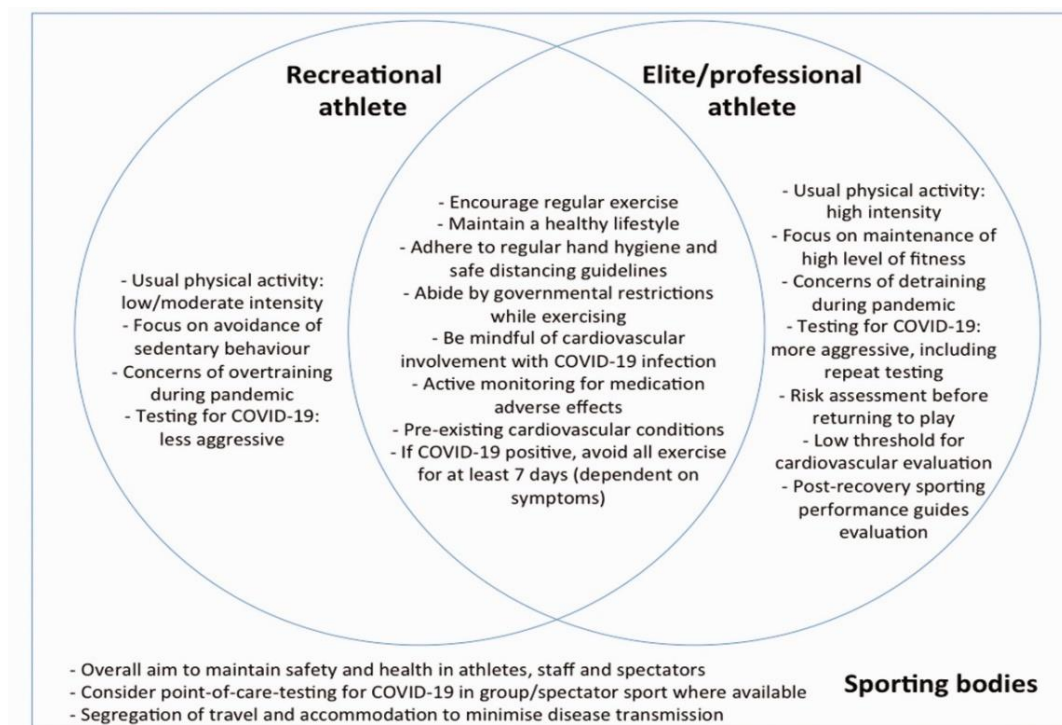 Recreational
athlete
Elite/professional
athlete
- Usual physical activity:
low/moderate intensity
- Focus on avoidance of
sedentary behaviour
- Concerns of overtraining
during pandemic
- Testing for COVID-19:
less aggressive
- Encourage regular exercise
- Maintain a healthy lifestyle
- Adhere to regular hand hygiene and
safe distancing guidelines
- Abide by governmental restrictions
while exercising
- Be mindful of cardiovascular
involvement with COVID-19 infection
- Active monitoring for medication
adverse effects
- Pre-existing cardiovascular conditions
- If COVID-19 positive, avoid all exercise
for at least 7 days (dependent on
symptoms)
- Usual physical activity:
high intensity
- Focus on maintenance of
high level of fitness
- Concerns of detraining
during pandemic
- Testing for COVID-19:
more aggressive, including
repeat testing
- Risk assessment before
returning to play
- Low threshold for
cardiovascular evaluation
- Post-recovery sporting
performance guides
evaluation
- Overall aim to maintain safety and health in athletes, staff and spectators
- Consider point-of-care-testing for COVID-19 in group/spectator sport where available
- Segregation of travel and accommodation to minimise disease transmission
Sporting bodies